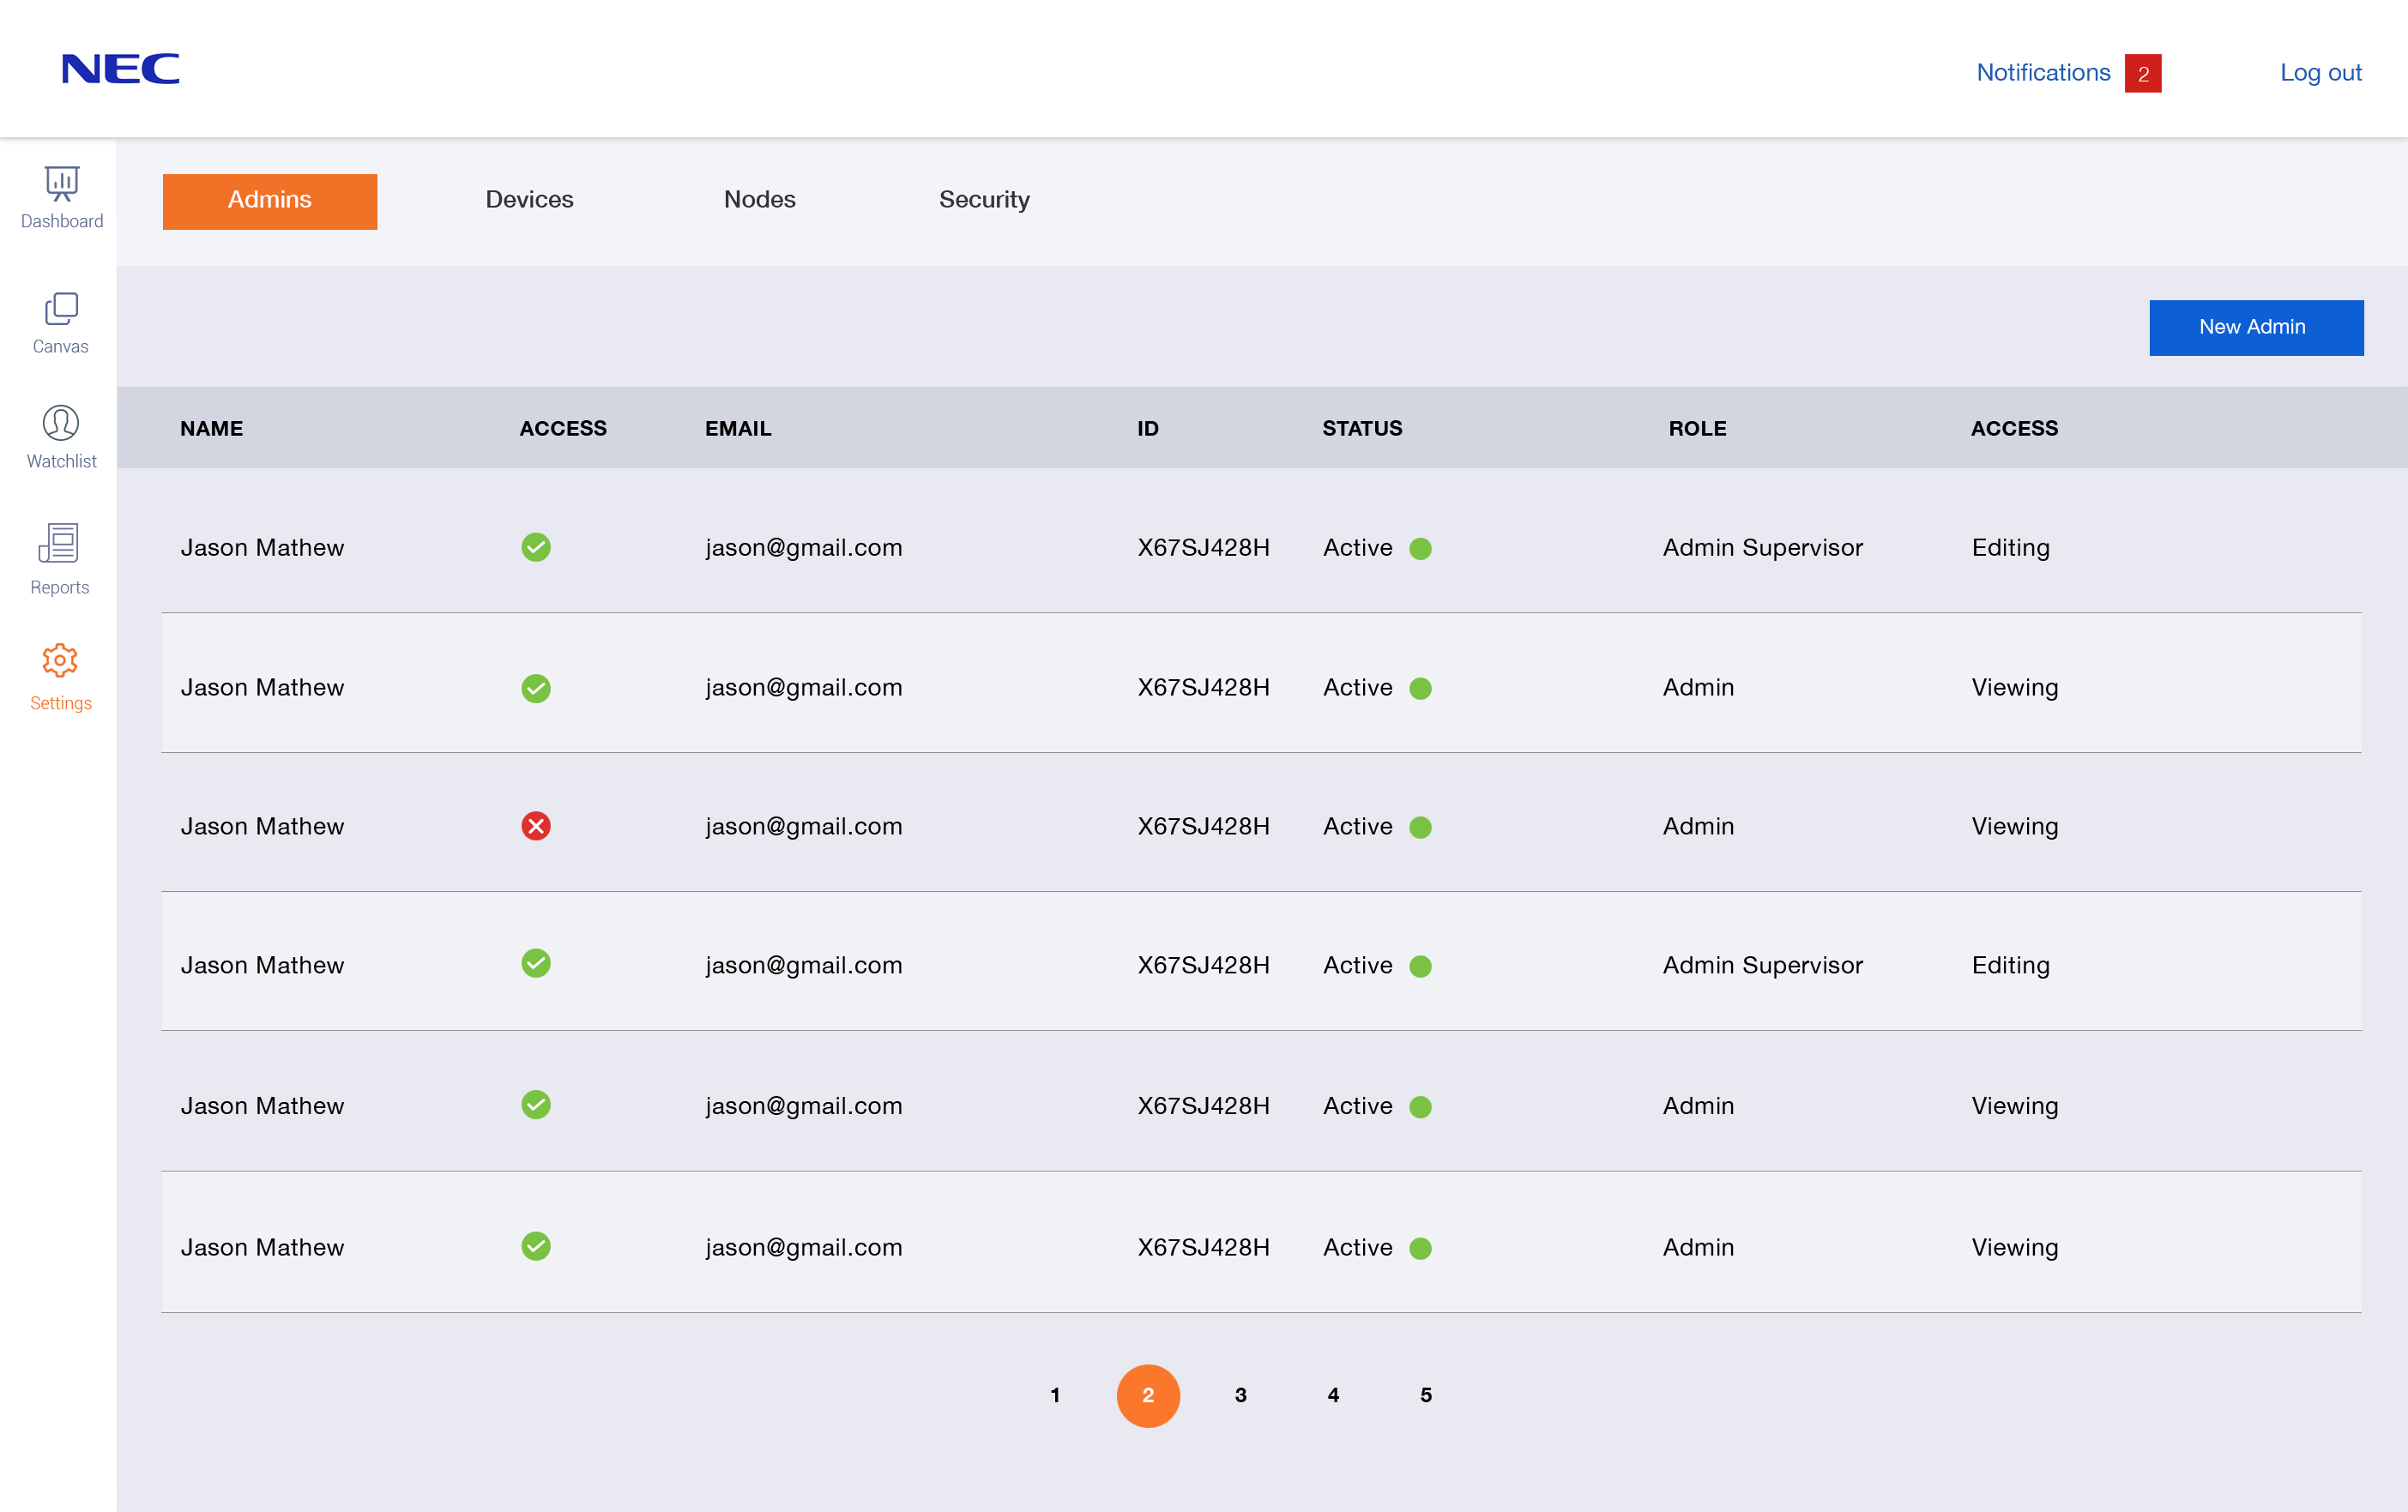 NEC
Notifications 2 Log out
Dashboard
Canvas
Watchlist
Reports
Settings
Admins Devices Nodes Security
New Admin
NAME ACCESS EMAIL ID STATUS ROLE ACCESS
Jason Mathew jason@gmail.com X67SJ428H Active Admin Supervisor Editing
Jason Mathew jason@gmail.com X67SJ428H Active Admin Viewing
Jason Mathew jason@gmail.com X67SJ428H Active Admin Viewing
Jason Mathew jason@gmail.com X67SJ428H Active Admin Supervisor Editing
Jason Mathew jason@gmail.com X67SJ428H Active Admin Viewing
Jason Mathew jason@gmail.com X67SJ428H Active Admin Viewing
1 2 3 4 5